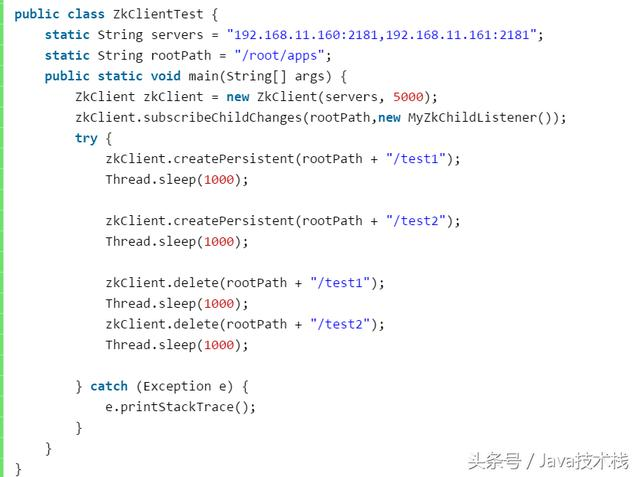 public class ZkClientTest {
    static String servers = "192.168.11.160:2181,192.168.11.161:2181";
    static String rootPath = "/root/apps";
    public static void main(String[] args) {
        ZkClient zkClient = new ZkClient(servers, 5000);
        zkClient.subscribeChildChanges(rootPath,new MyZkChildListener());
        try {
            zkClient.createPersistent(rootPath + "/test1");
            Thread.sleep(1000);

            zkClient.createPersistent(rootPath + "/test2");
            Thread.sleep(1000);

            zkClient.delete(rootPath + "/test1");
            Thread.sleep(1000);
            zkClient.delete(rootPath + "/test2");
            Thread.sleep(1000);

        } catch (Exception e) {
            e.printStackTrace();
        }
    }
}
头条号 / Java技术栈